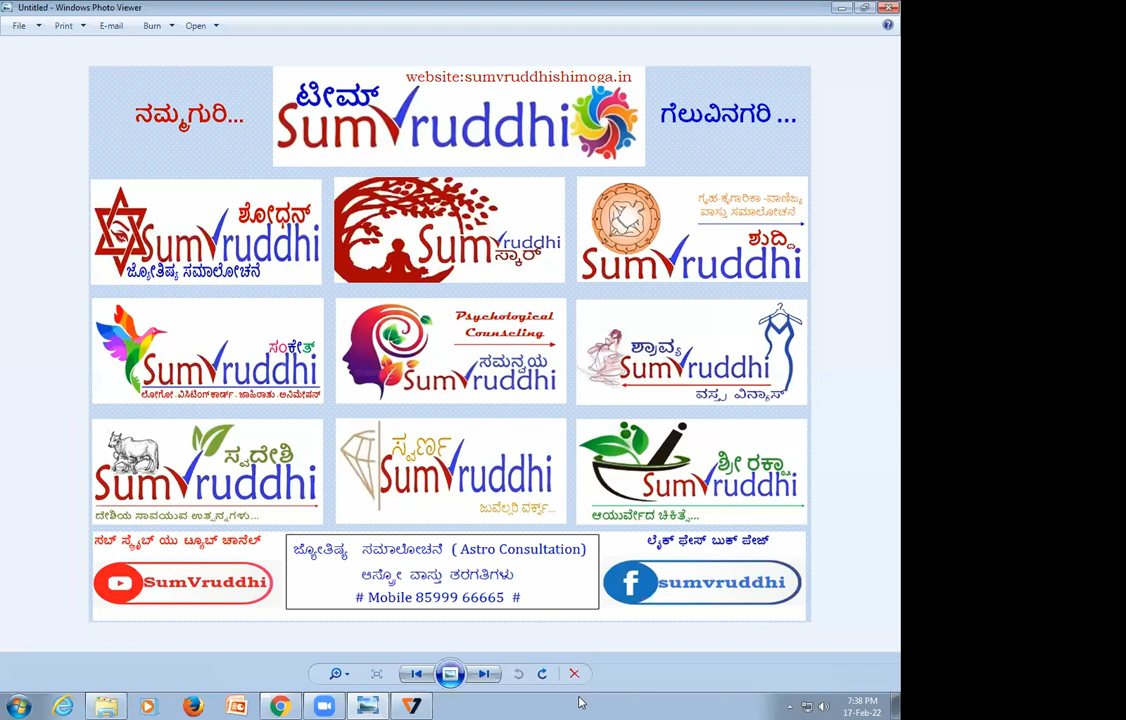 Untitled - Windows Photo Viewer
File Print E-mail Burn Open
website:sumvruddhishimoga.in
ನಮ್ಮಗುರಿ...
ಟೀಮ್
SumVruddhi
ಗೆಲುವಿನಗರಿ ...
ಶೋಧನ್
SumVruddhi
ಜ್ಯೋತಿಷ್ಯ ಸಮಾಲೋಚನೆ
SumVruddhi
ಸ್ಕಾರ್
ಗೃಹ-ಕೈಗಾರಿಕಾ -ವಾಣಿಜ್ಯ
ವಾಸ್ತು ಸಮಾಲೋಚನೆ
ಶುದ್ದಿ
SumVruddhi
ಸಂಕೇತ್
SumVruddhi
ಲೋಗೋ - ವಿಸಿಟಿಂಗ್ ಕಾರ್ಡ್ - ಜಾಹಿರಾತು - ಅನಿಮೇಷನ್
Psychological
Counseling
ಸಮನ್ವಯ
SumVruddhi
ಶ್ರಾವ್ಯ
SumVruddhi
ವಸ್ತ್ರ ವಿನ್ಯಾಸ್
ಸ್ವದೇಶಿ
SumVruddhi
ದೇಶಿಯ ಸಾವಯುವ ಉತ್ಪನ್ನಗಳು...
ಸ್ವರ್ಣ
SumVruddhi
ಜುವೆಲ್ಲರಿ ವರ್ಕ್ಸ್...
ಶ್ರೀ ರಕ್ಷಾ
SumVruddhi
ಆಯುರ್ವೇದ ಚಿಕಿತ್ಸೆ...
ಸಬ್ ಸ್ಕ್ರೈಬ್ ಯು ಟ್ಯೂಬ್ ಚಾನೆಲ್
SumVruddhi
ಜ್ಯೋತಿಷ್ಯ ಸಮಾಲೋಚನೆ ( Astro Consultation)
ಅಸ್ಟ್ರೋ ವಾಸ್ತು ತರಗತಿಗಳು
# Mobile 85999 66665 #
ಲೈಕ್ ಫೇಸ್ ಬುಕ್ ಪೇಜ್
sumvruddhi
7:38 PM
17-Feb-22